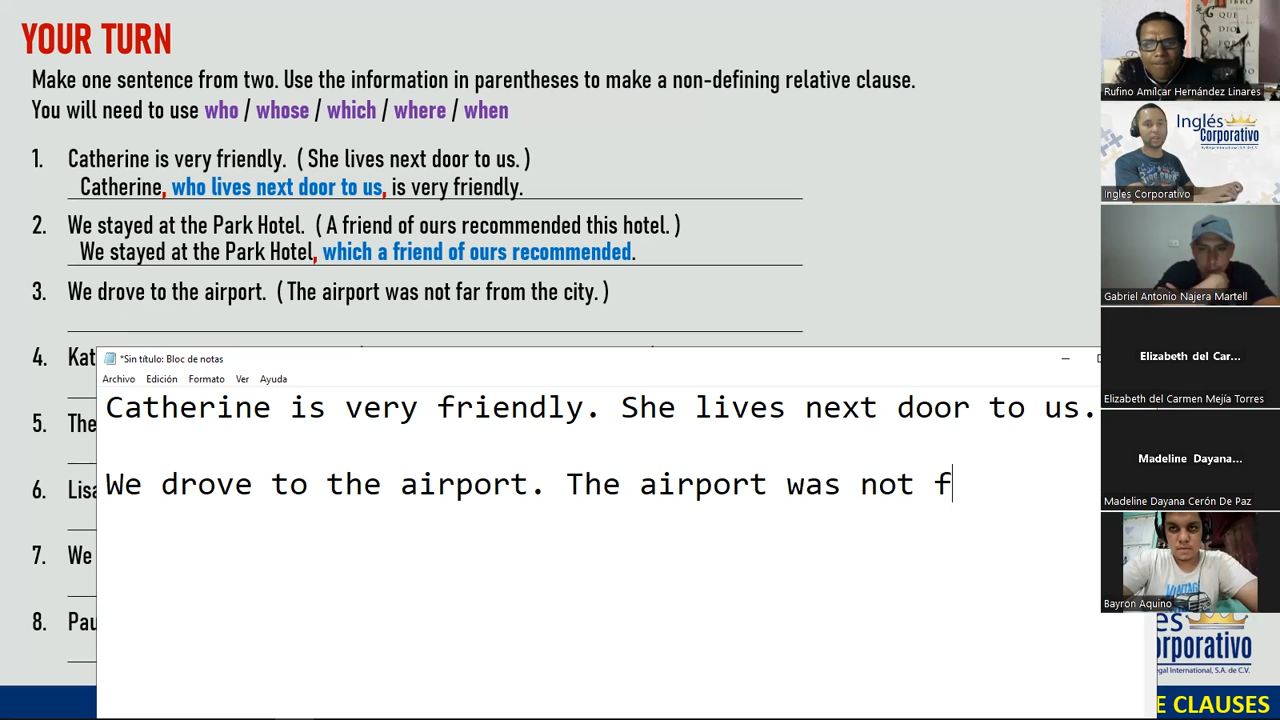 YOUR TURN
Make one sentence from two. Use the information in parentheses to make a non-defining relative clause.
You will need to use who / whose / which / where / when
1. Catherine is very friendly. ( She lives next door to us. )
Catherine, who lives next door to us, is very friendly.
2. We stayed at the Park Hotel. ( A friend of ours recommended this hotel. )
We stayed at the Park Hotel, which a friend of ours recommended.
3. We drove to the airport. ( The airport was not far from the city. )
4. Kat
5. The
6. Lisa
7. We
8. Pau
*Sin título: Bloc de notas
Archivo Edición Formato Ver Ayuda
Catherine is very friendly. She lives next door to us.
We drove to the airport. The airport was not f
Rufino Amílcar Hernández Linares
Inglés
Corporativo
Ingles Corporativo
Gabriel Antonio Najera Martell
Elizabeth del Car...
Elizabeth del Carmen Mejía Torres
Madeline Dayana...
Madeline Dayana Cerón De Paz
Bayron Aquino
és
orporativo
egal International, S.A. de C.V.
E CLAUSES